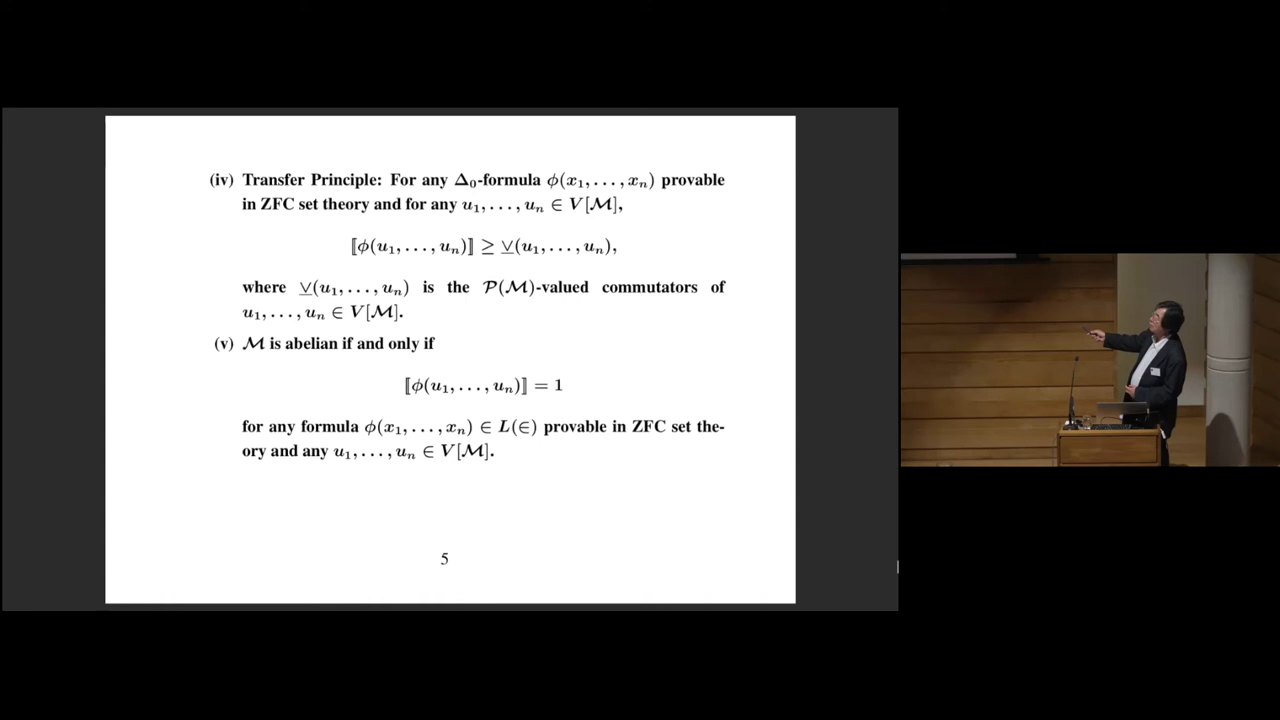 (iv) Transfer Principle: For any Δ₀-formula ϕ(x₁, . . . , xₙ) provable
in ZFC set theory and for any u₁, . . . , uₙ ∈ V[ℳ],
⟦ϕ(u₁, . . . , uₙ)⟧ ≥ ⊻(u₁, . . . , uₙ),
where ⊻(u₁, . . . , uₙ) is the 𝒫(ℳ)-valued commutators of
u₁, . . . , uₙ ∈ V[ℳ].
(v) ℳ is abelian if and only if
⟦ϕ(u₁, . . . , uₙ)⟧ = 1
for any formula ϕ(x₁, . . . , xₙ) ∈ L(∈) provable in ZFC set the-
ory and any u₁, . . . , uₙ ∈ V[ℳ].
5